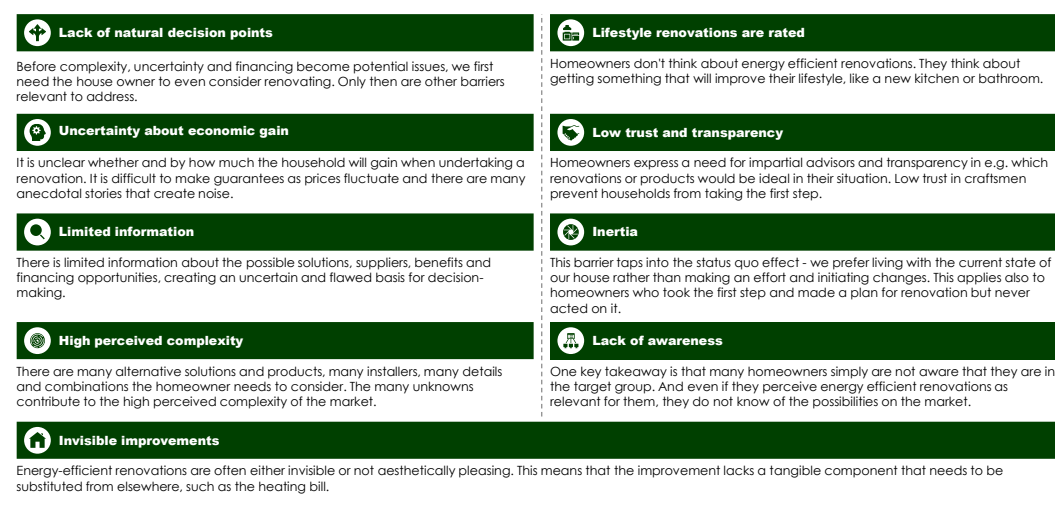 Lack of natural decision points
Before complexity, uncertainty and financing become potential issues, we first
need the house owner to even consider renovating. Only then are other barriers
relevant to address.
Uncertainty about economic gain
It is unclear whether and by how much the household will gain when undertaking a
renovation. It is difficult to make guarantees as prices fluctuate and there are many
anecdotal stories that create noise.
Limited information
There is limited information about the possible solutions, suppliers, benefits and
financing opportunities, creating an uncertain and flawed basis for decision-
making.
High perceived complexity
There are many alternative solutions and products, many installers, many details
and combinations the homeowner needs to consider. The many unknowns
contribute to the high perceived complexity of the market.
Lifestyle renovations are rated
Homeowners don't think about energy efficient renovations. They think about
getting something that will improve their lifestyle, like a new kitchen or bathroom.
Low trust and transparency
Homeowners express a need for impartial advisors and transparency in e.g. which
renovations or products would be ideal in their situation. Low trust in craftsmen
prevent households from taking the first step.
Inertia
This barrier taps into the status quo effect - we prefer living with the current state of
our house rather than making an effort and initiating changes. This applies also to
homeowners who took the first step and made a plan for renovation but never
acted on it.
Lack of awareness
One key takeaway is that many homeowners simply are not aware that they are in
the target group. And even if they perceive energy efficient renovations as
relevant for them, they do not know of the possibilities on the market.
Invisible improvements
Energy-efficient renovations are often either invisible or not aesthetically pleasing. This means that the improvement lacks a tangible component that needs to be
substituted from elsewhere, such as the heating bill.